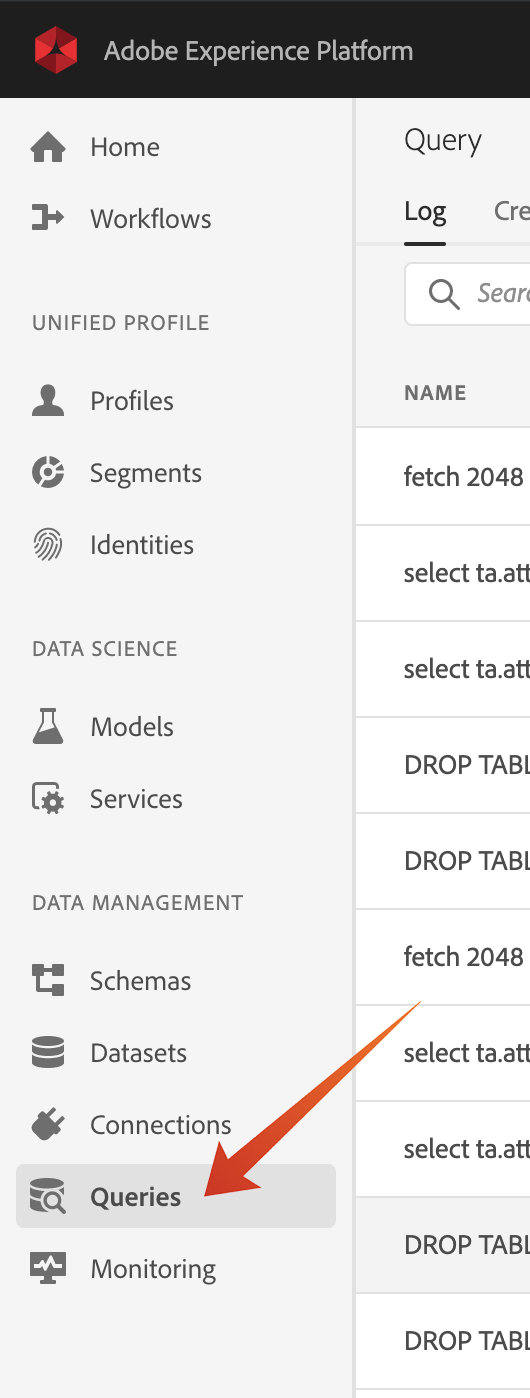 Adobe Experience Platform
Home
Workflows
UNIFIED PROFILE
Profiles
Segments
Identities
DATA SCIENCE
Models
Services
DATA MANAGEMENT
Schemas
Datasets
Connections
Queries
Monitoring
Query
Log Cre
Sear
NAME
fetch 2048
select ta.att
select ta.att
DROP TABL
DROP TABL
fetch 2048
select ta.att
select ta.att
DROP TABL
DROP TABL